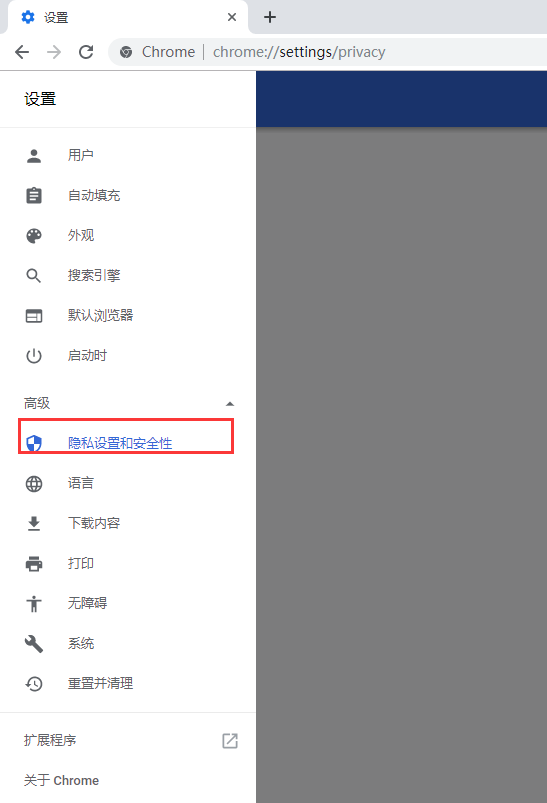 设置
Chrome | chrome://settings/privacy
设置
用户
自动填充
外观
搜索引擎
默认浏览器
启动时
高级
隐私设置和安全性
语言
下载内容
打印
无障碍
系统
重置并清理
扩展程序
关于 Chrome